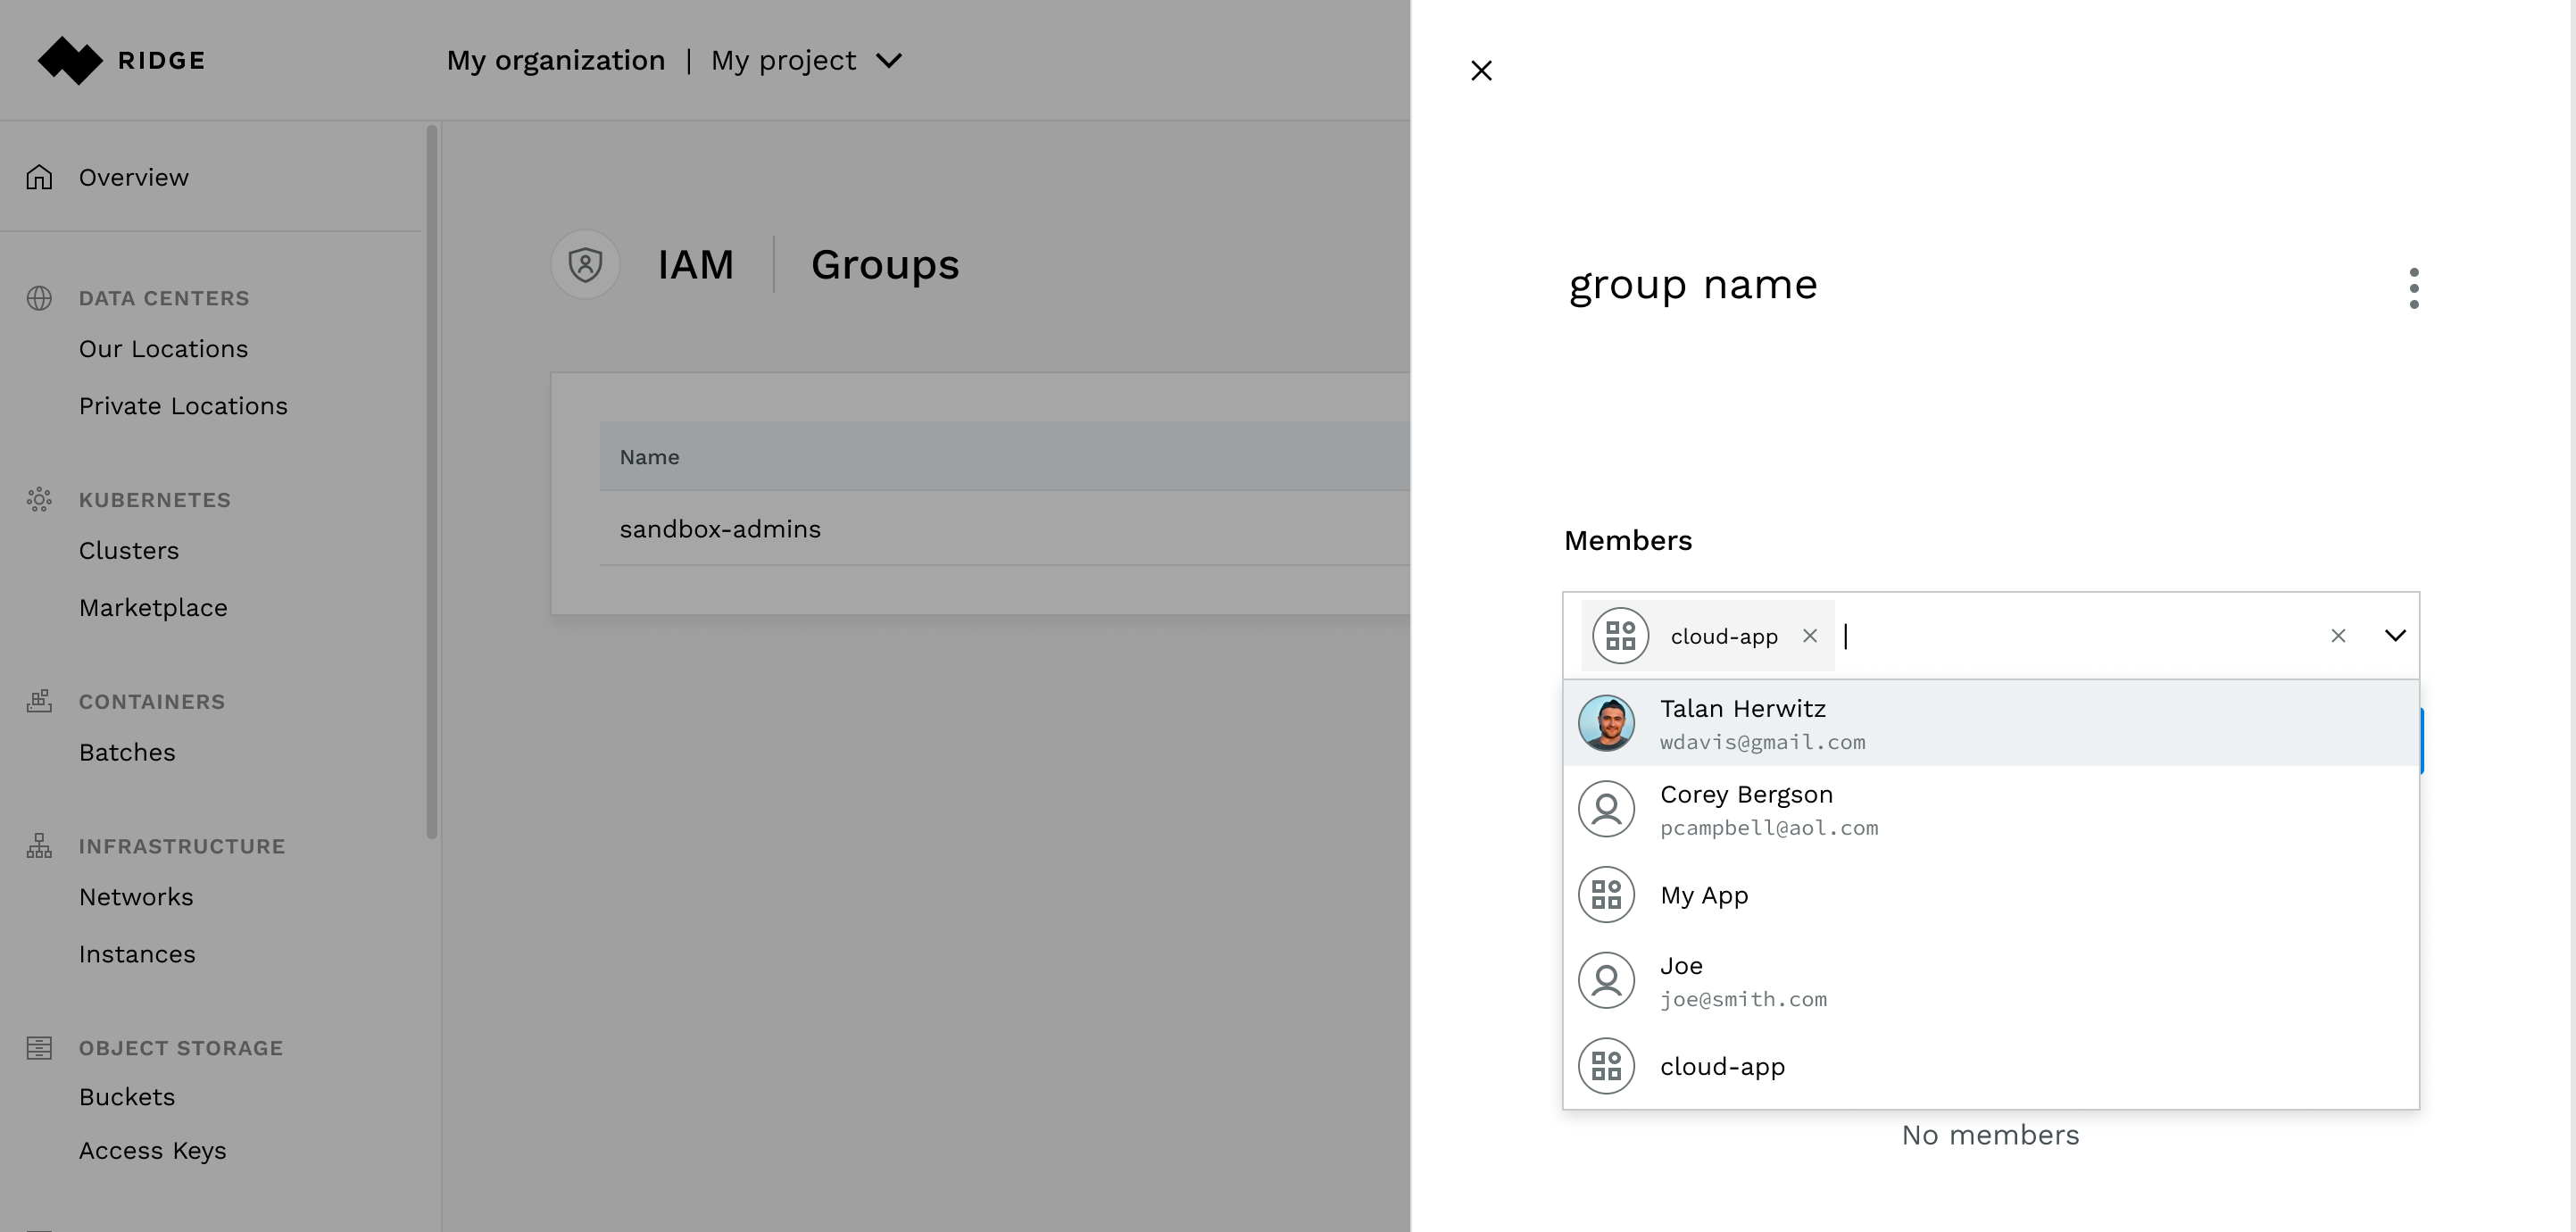 RIDGE
My organization | My project
Overview
DATA CENTERS
Our Locations
Private Locations
KUBERNETES
Clusters
Marketplace
CONTAINERS
Batches
INFRASTRUCTURE
Networks
Instances
OBJECT STORAGE
Buckets
Access Keys
IAM Groups
Name
sandbox-admins
group name
Members
cloud-app
Talan Herwitz
wdavis@gmail.com
Corey Bergson
pcampbell@aol.com
My App
Joe
joe@smith.com
cloud-app
No members